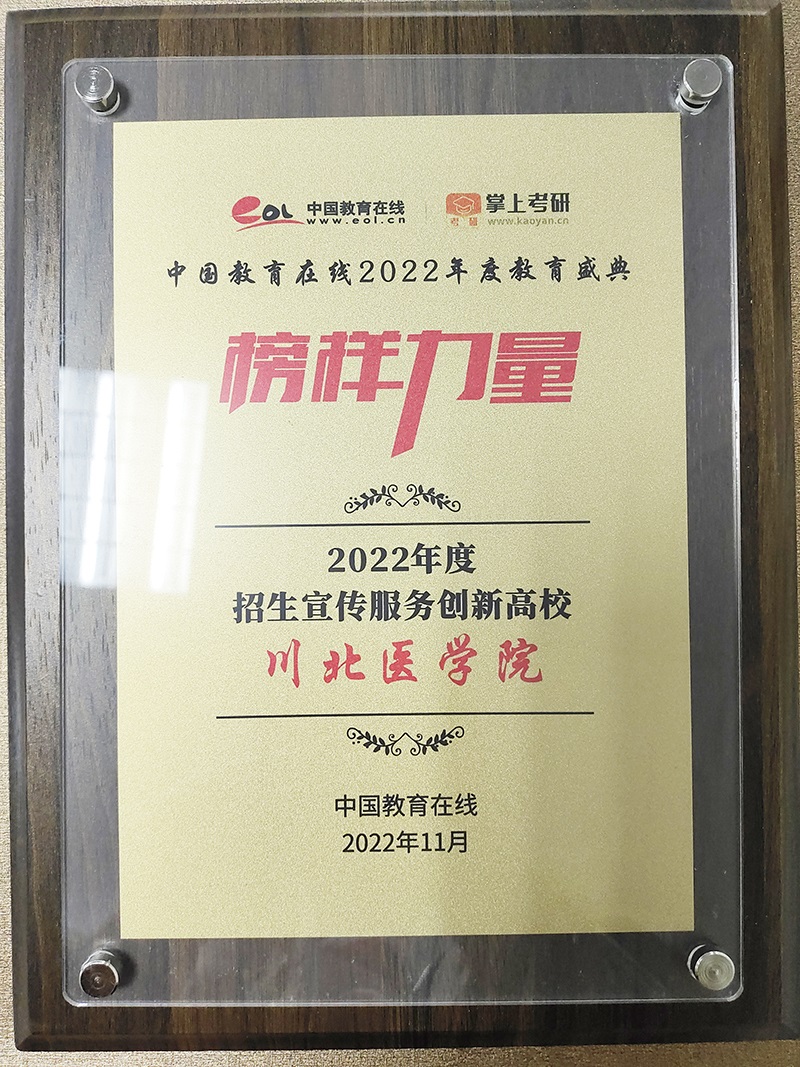 eol 中国教育在线 掌上考研
www.eol.cn 考研 www.kaoyan.cn
中国教育在线2022年度教育盛典
榜样力量
2022年度
招生宣传服务创新高校
川北医学院
中国教育在线
2022年11月